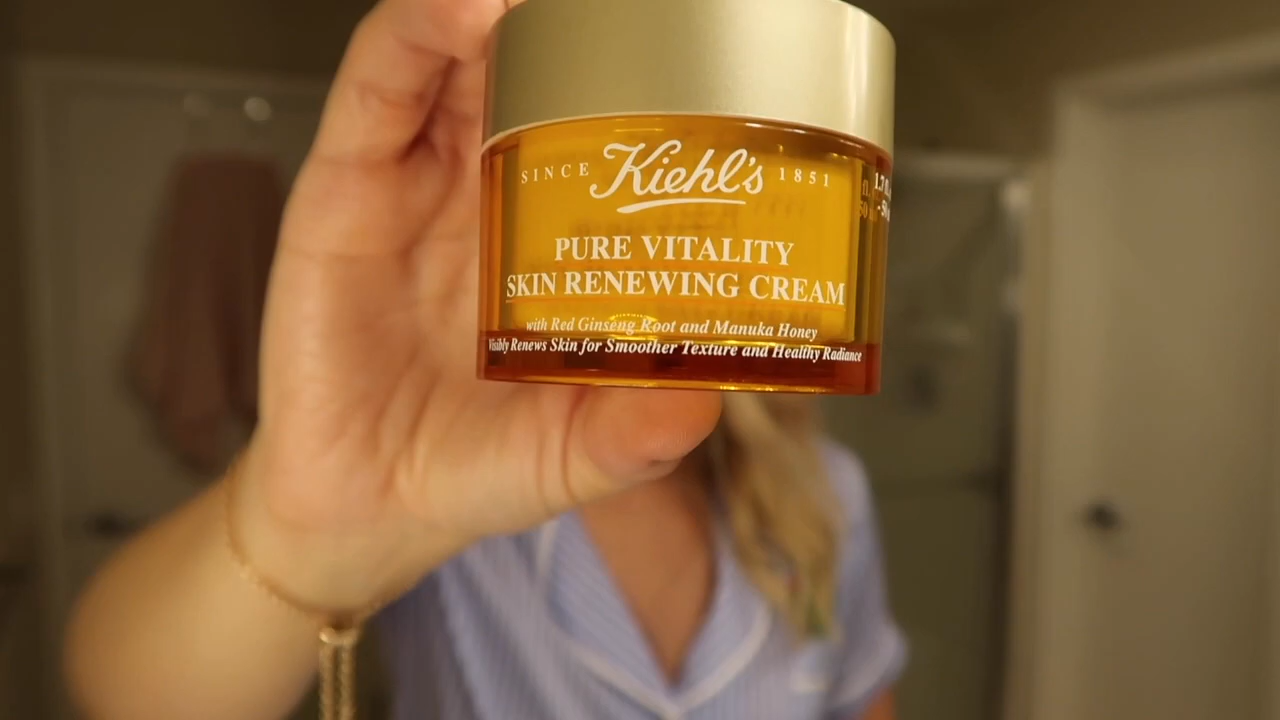 SINCE Kiehl's 1851
PURE VITALITY
SKIN RENEWING CREAM
with Red Ginseng Root and Manuka Honey
Visibly Renews Skin for Smoother Texture and Healthy Radiance